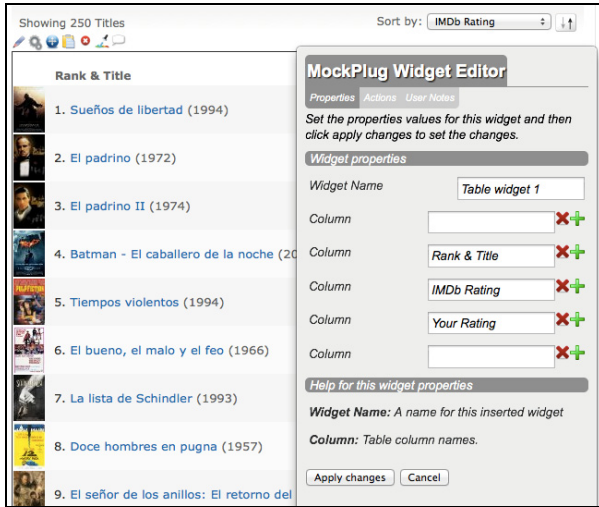 Showing 250 Titles
Sort by: IMDb Rating
Rank & Title
1. Sueños de libertad (1994)
2. El padrino (1972)
3. El padrino II (1974)
4. Batman - El caballero de la noche (20
5. Tiempos violentos (1994)
6. El bueno, el malo y el feo (1966)
7. La lista de Schindler (1993)
8. Doce hombres en pugna (1957)
9. El señor de los anillos: El retorno del
MockPlug Widget Editor
Properties Actions User Notes
Set the properties values for this widget and then
click apply changes to set the changes.
Widget properties
Widget Name Table widget 1
Column
Column Rank & Title
Column IMDb Rating
Column Your Rating
Column
Help for this widget properties
Widget Name: A name for this inserted widget
Column: Table column names.
Apply changes Cancel